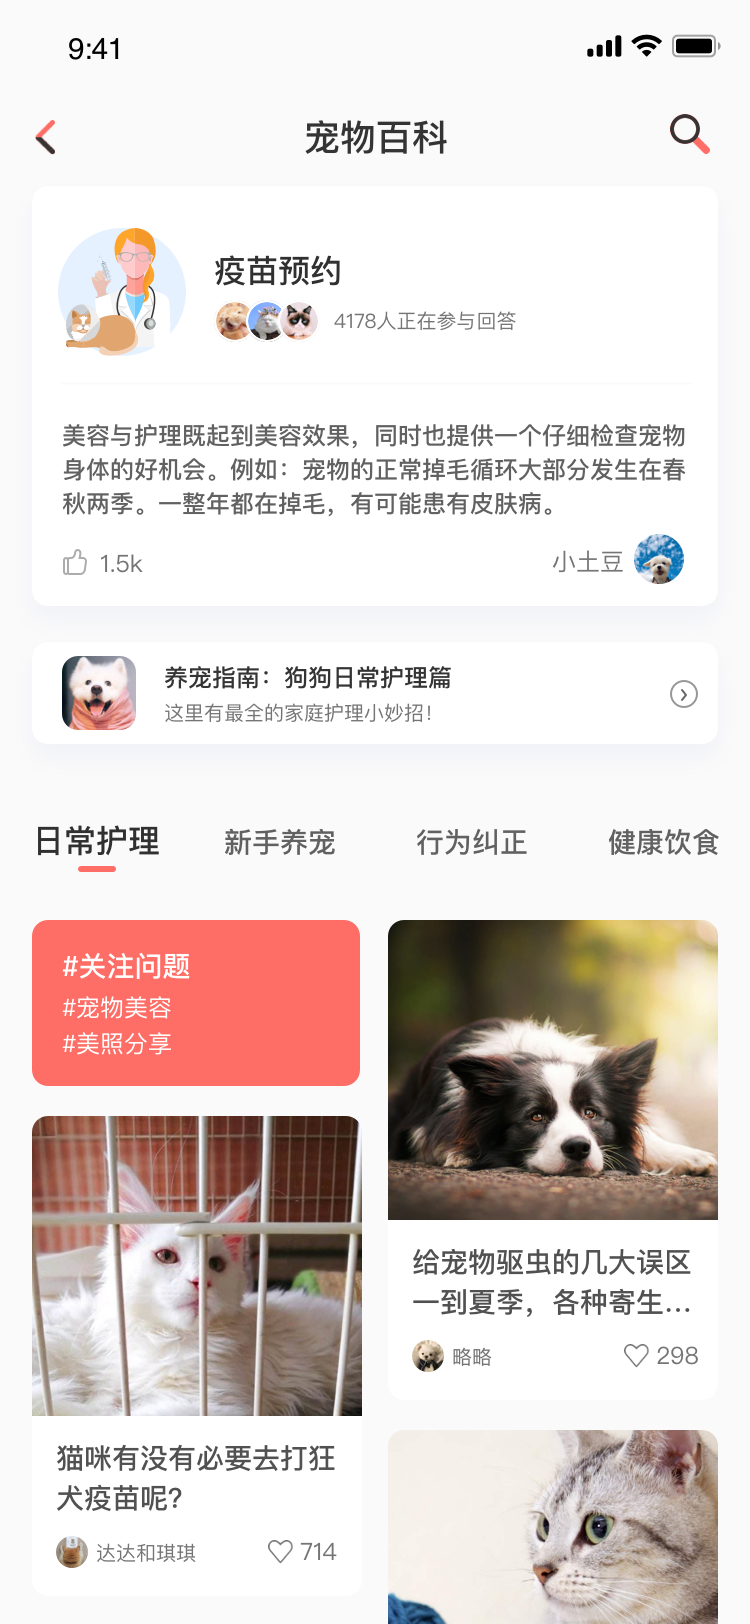 9:41
宠物百科
疫苗预约
4178人正在参与回答
美容与护理既起到美容效果，同时也提供一个仔细检查宠物
身体的好机会。例如：宠物的正常掉毛循环大部分发生在春
秋两季。一整年都在掉毛，有可能患有皮肤病。
1.5k
小土豆
养宠指南：狗狗日常护理篇
这里有最全的家庭护理小妙招！
日常护理
新手养宠
行为纠正
健康饮食
#关注问题
#宠物美容
#美照分享
猫咪有没有必要去打狂
犬疫苗呢?
达达和琪琪
714
给宠物驱虫的几大误区
一到夏季，各种寄生...
略略
298